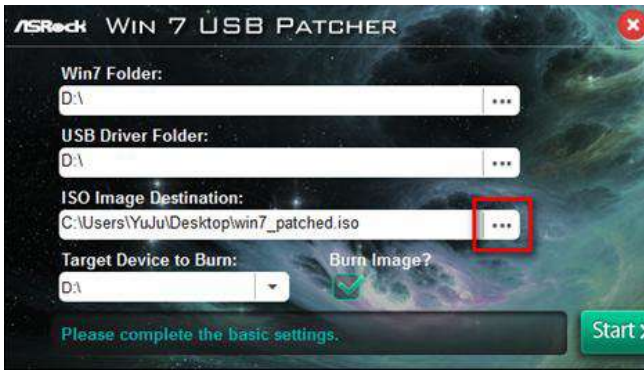 ASRock WIN 7 USB PATCHER
Win7 Folder:
D:\
...
USB Driver Folder:
D:\
...
ISO Image Destination:
C:\Users\YuJu\Desktop\win7_patched.iso
...
Target Device to Burn: Burn Image?
D:\
Please complete the basic settings.
Start